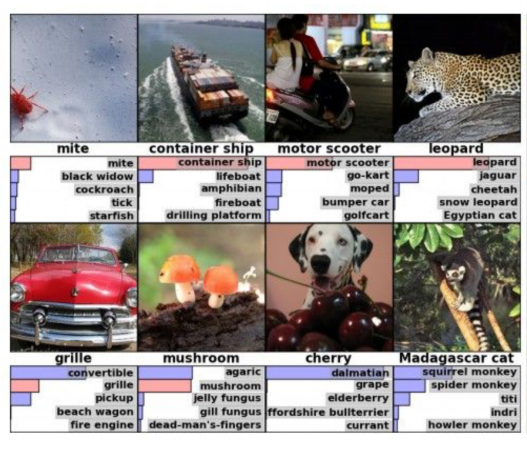 mite container ship motor scooter leopard
mite
black widow
cockroach
tick
starfish
container ship
lifeboat
amphibian
fireboat
drilling platform
motor scooter
go-kart
moped
bumper car
golfcart
leopard
jaguar
cheetah
snow leopard
Egyptian cat
grille mushroom cherry Madagascar cat
convertible
grille
pickup
beach wagon
fire engine
agaric
mushroom
jelly fungus
gill fungus
dead-man's-fingers
dalmatian
grape
elderberry
ffordshire bullterrier
currant
squirrel monkey
spider monkey
titi
indri
howler monkey